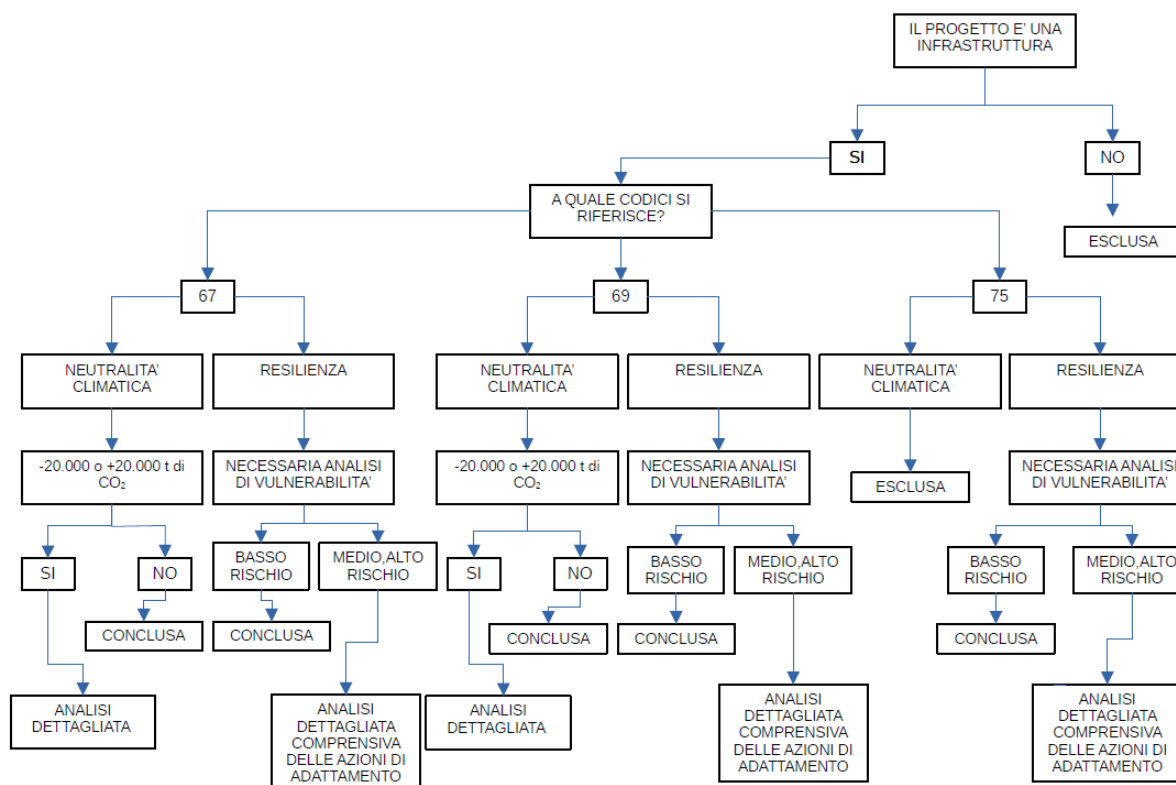 IL PROGETTO E' UNA
INFRASTRUTTURA
SI
NO
A QUALE CODICI SI
RIFERISCE?
ESCLUSA
67
69
75
NEUTRALITA'
CLIMATICA
RESILIENZA
NEUTRALITA'
CLIMATICA
RESILIENZA
NEUTRALITA'
CLIMATICA
RESILIENZA
-20.000 o +20.000 t di
CO₂
NECESSARIA ANALISI
DI VULNERABILITA'
-20.000 o +20.000 t di
CO₂
NECESSARIA ANALISI
DI VULNERABILITA'
ESCLUSA
NECESSARIA ANALISI
DI VULNERABILITA'
SI
NO
BASSO
RISCHIO
MEDIO,ALTO
RISCHIO
SI
NO
BASSO
RISCHIO
MEDIO,ALTO
RISCHIO
BASSO
RISCHIO
MEDIO,ALTO
RISCHIO
CONCLUSA
CONCLUSA
CONCLUSA
CONCLUSA
CONCLUSA
ANALISI
DETTAGLIATA
ANALISI
DETTAGLIATA
COMPRENSIVA
DELLE AZIONI DI
ADATTAMENTO
ANALISI
DETTAGLIATA
ANALISI
DETTAGLIATA
COMPRENSIVA
DELLE AZIONI DI
ADATTAMENTO
ANALISI
DETTAGLIATA
COMPRENSIVA
DELLE AZIONI DI
ADATTAMENTO